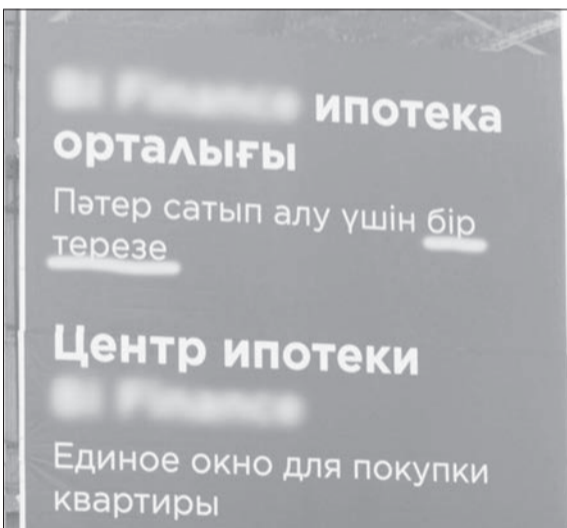 ипотека
орталығы
Пәтер сатып алу үшін бір
терезе
Центр ипотеки
Единое окно для покупки
квартиры